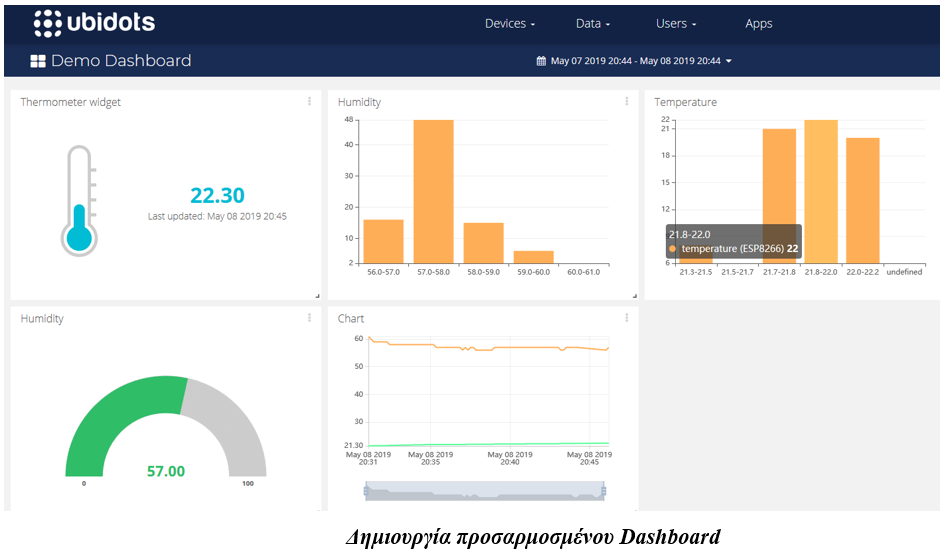 ubidots
Devices
Data
Users
Apps
Demo Dashboard
May 07 2019 20:44 - May 08 2019 20:44
Thermometer widget
22.30
Last updated: May 08 2019 20:45
Humidity
48
40
30
20
10
2
56.0-57.0 57.0-58.0 58.0-59.0 59.0-60.0 60.0-61.0
Temperature
22
21
18
15
12
21.8-22.0
temperature (ESP8266) 22
6
21.3-21.5 21.5-21.7 21.7-21.8 21.8-22.0 22.0-22.2 undefined
Humidity
57.00
0 100
Chart
60
50
40
30
21.30
May 08 2019 May 08 2019 May 08 2019 May 08 2019
20:31 20:35 20:40 20:45
Δημιουργία προσαρμοσμένου Dashboard